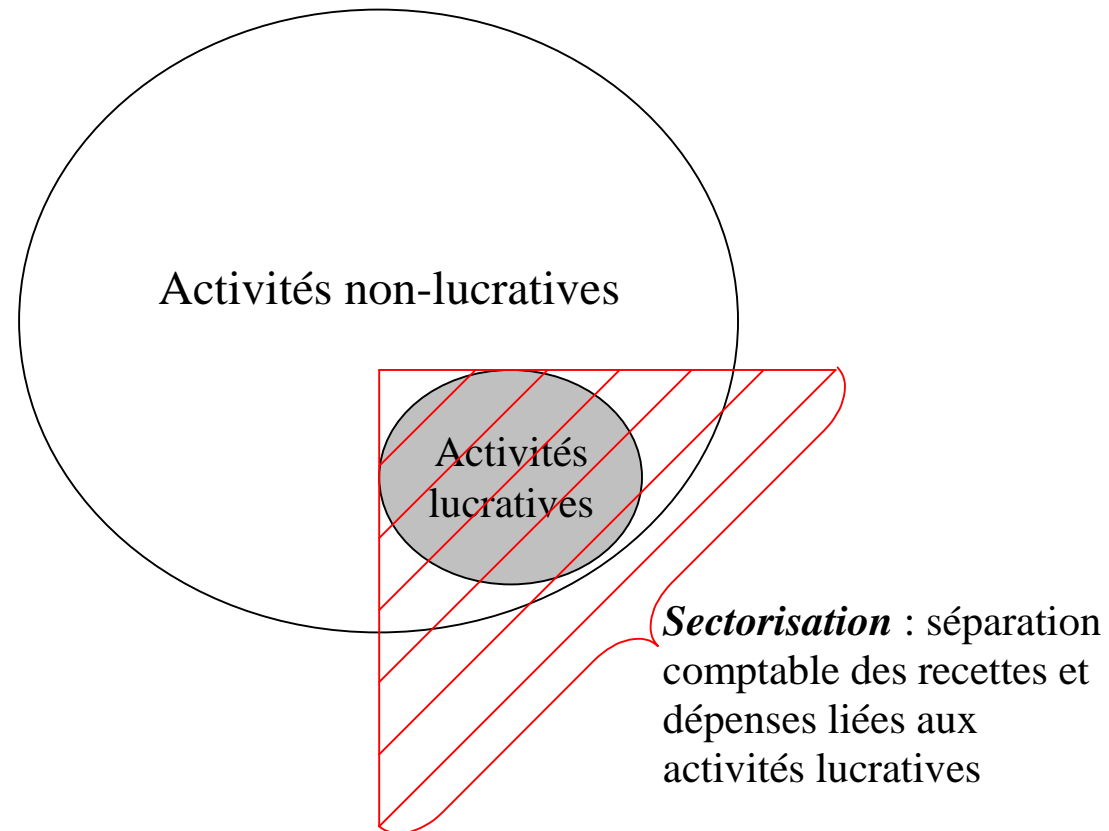 Activités non-lucratives
Activités
lucratives
Sectorisation : séparation
comptable des recettes et
dépenses liées aux
activités lucratives